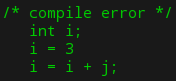 /* compile error */
int i;
i = 3
i = i + j;